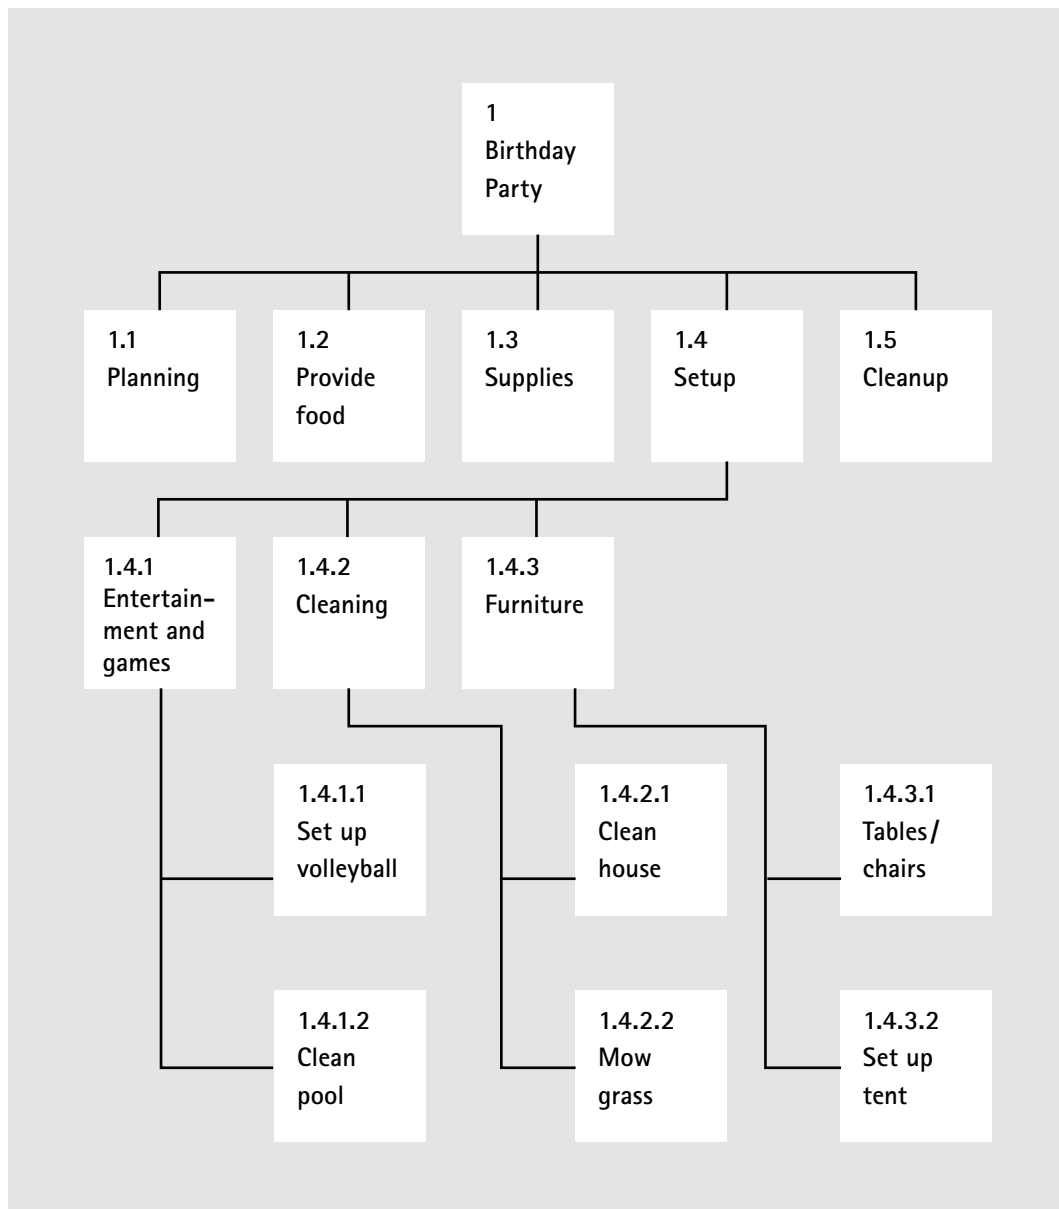 1
Birthday
Party
1.1
Planning
1.2
Provide
food
1.3
Supplies
1.4
Setup
1.5
Cleanup
1.4.1
Entertain-
ment and
games
1.4.2
Cleaning
1.4.3
Furniture
1.4.1.1
Set up
volleyball
1.4.2.1
Clean
house
1.4.3.1
Tables/
chairs
1.4.1.2
Clean
pool
1.4.2.2
Mow
grass
1.4.3.2
Set up
tent